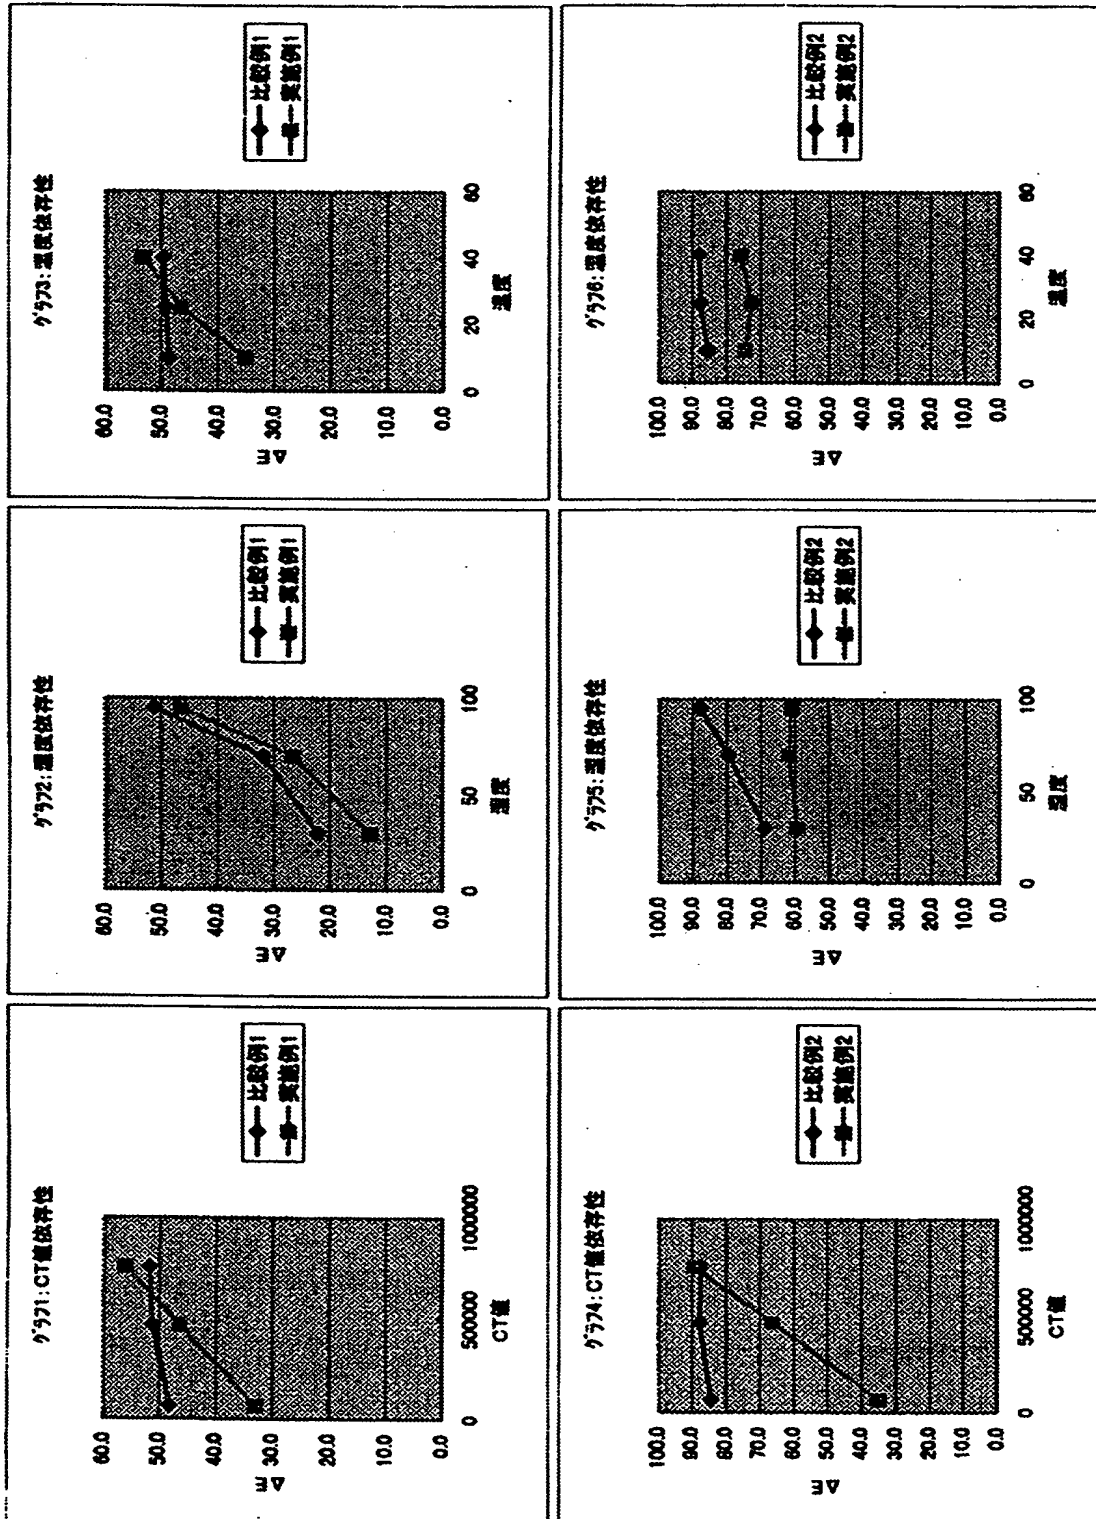 ｸﾞﾗﾌ1:CT値依存性
60.0
50.0
40.0
30.0
20.0
10.0
0.0
ΔE
0
500000
1000000
CT値
比較例1
実施例1
ｸﾞﾗﾌ2:湿度依存性
60.0
50.0
40.0
30.0
20.0
10.0
0.0
ΔE
0
50
100
湿度
比較例1
実施例1
ｸﾞﾗﾌ3:温度依存性
60.0
50.0
40.0
30.0
20.0
10.0
0.0
ΔE
0
20
40
60
温度
比較例1
実施例1
ｸﾞﾗﾌ4:CT値依存性
100.0
90.0
80.0
70.0
60.0
50.0
40.0
30.0
20.0
10.0
0.0
ΔE
0
500000
1000000
CT値
比較例2
実施例2
ｸﾞﾗﾌ5:湿度依存性
100.0
90.0
80.0
70.0
60.0
50.0
40.0
30.0
20.0
10.0
0.0
ΔE
0
50
100
湿度
比較例2
実施例2
ｸﾞﾗﾌ6:温度依存性
100.0
90.0
80.0
70.0
60.0
50.0
40.0
30.0
20.0
10.0
0.0
ΔE
0
20
40
60
温度
比較例2
実施例2